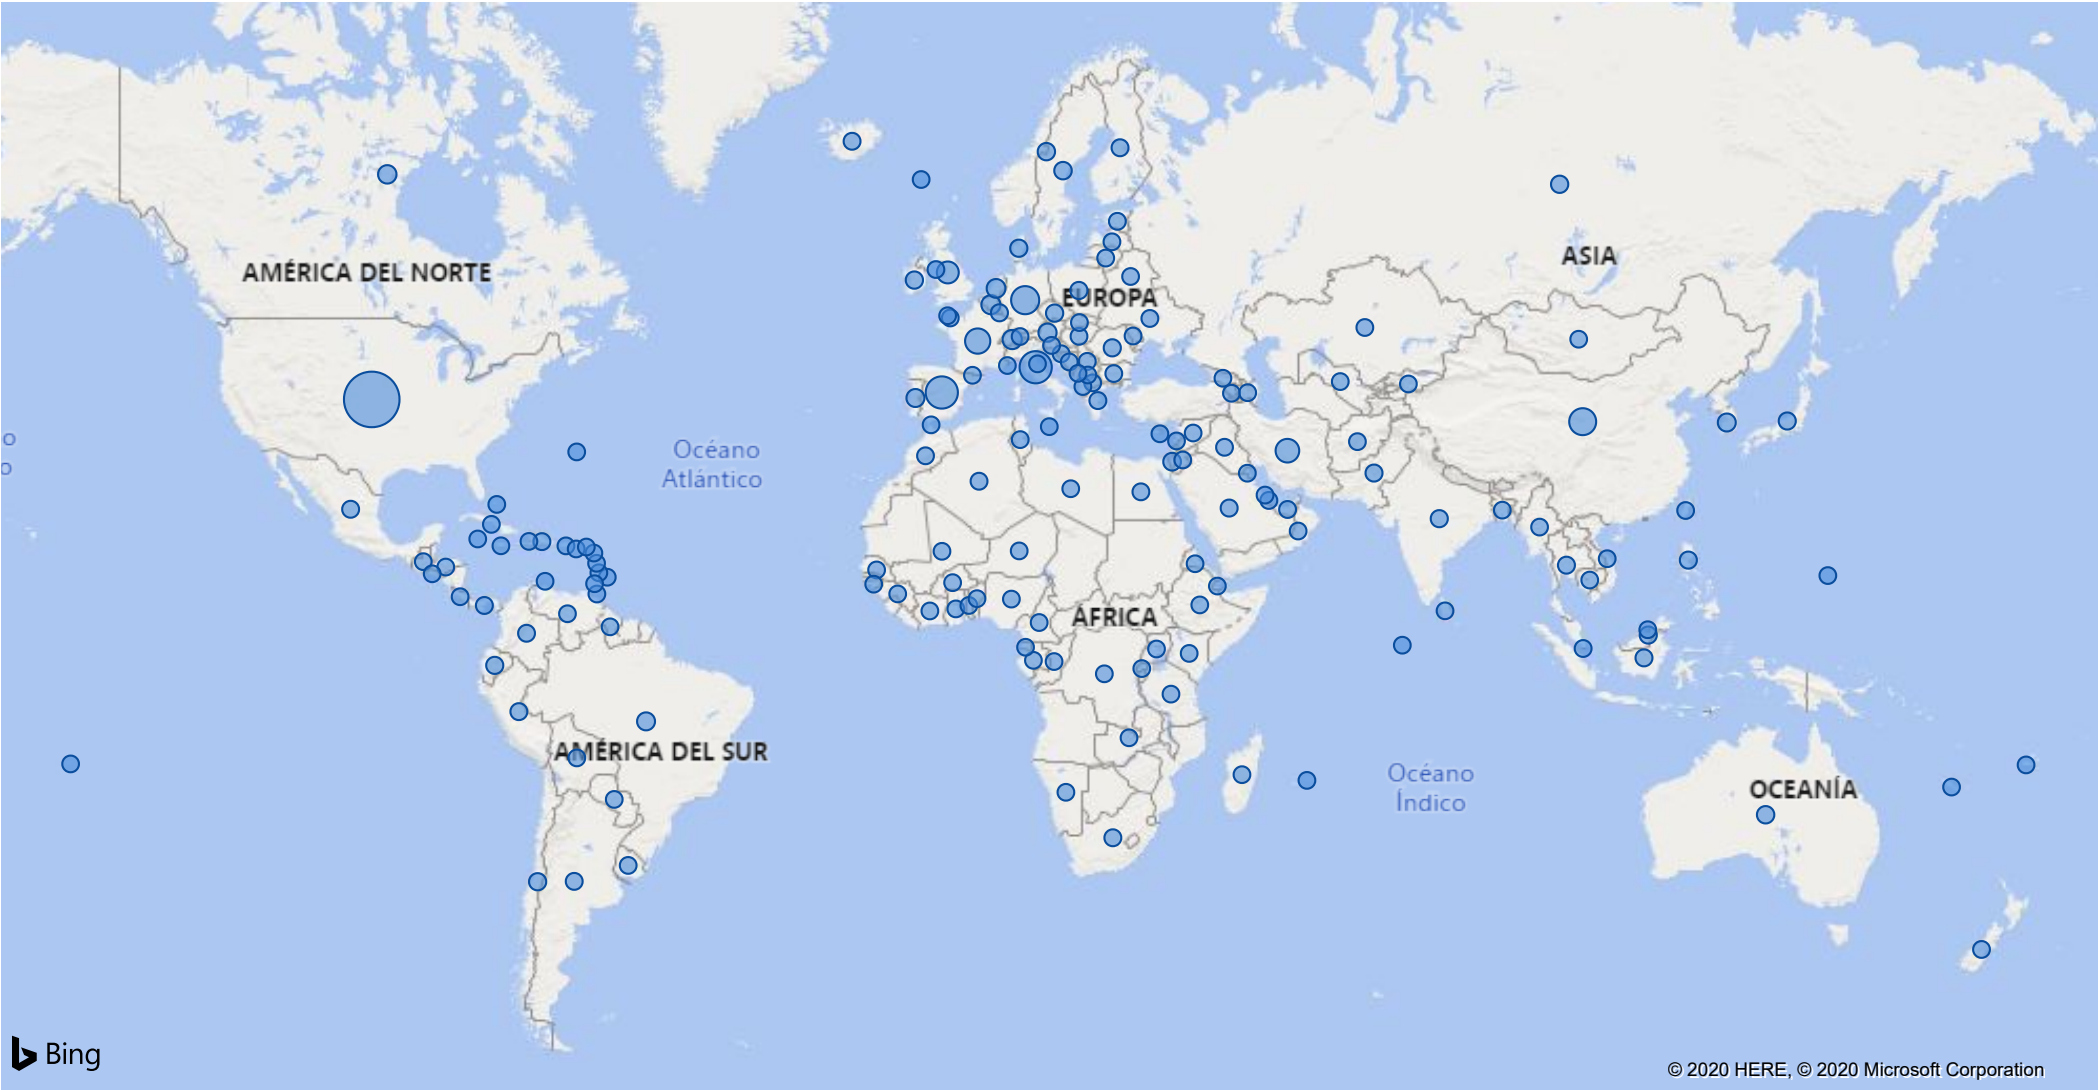 ASIA
AMÉRICA DEL NORTE
EUROPA
o
o
Océano
Atlántico
ÁFRICA
AMÉRICA DEL SUR
Océano
Índico
OCEANÍA
Bing
© 2020 HERE, © 2020 Microsoft Corporation